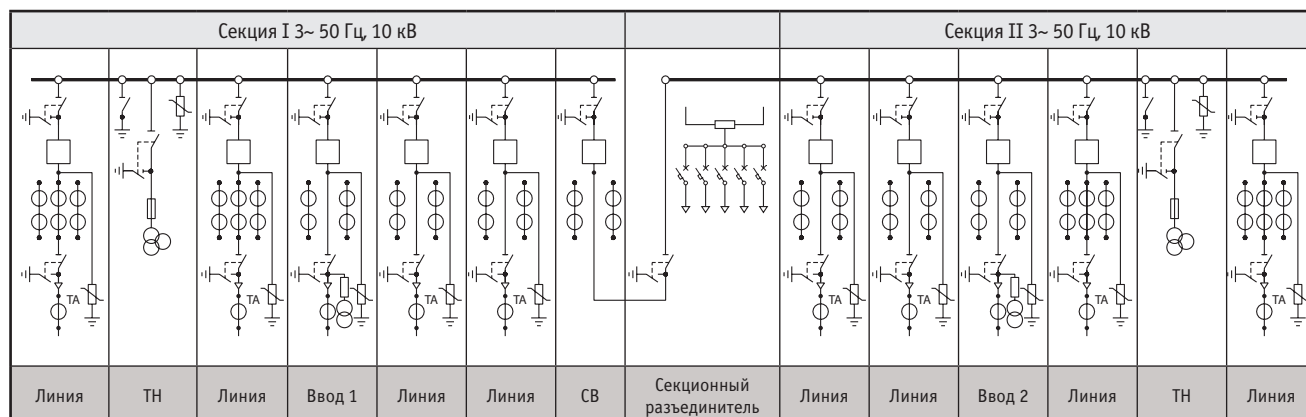 Секция I 3~ 50 Гц, 10 кВ
Секция II 3~ 50 Гц, 10 кВ
TA
TA
TA
TA
TA
TA
TA
TA
TA
TA
Линия
ТН
Линия
Ввод 1
Линия
Линия
СВ
Секционный
разъединитель
Линия
Линия
Ввод 2
Линия
ТН
Линия